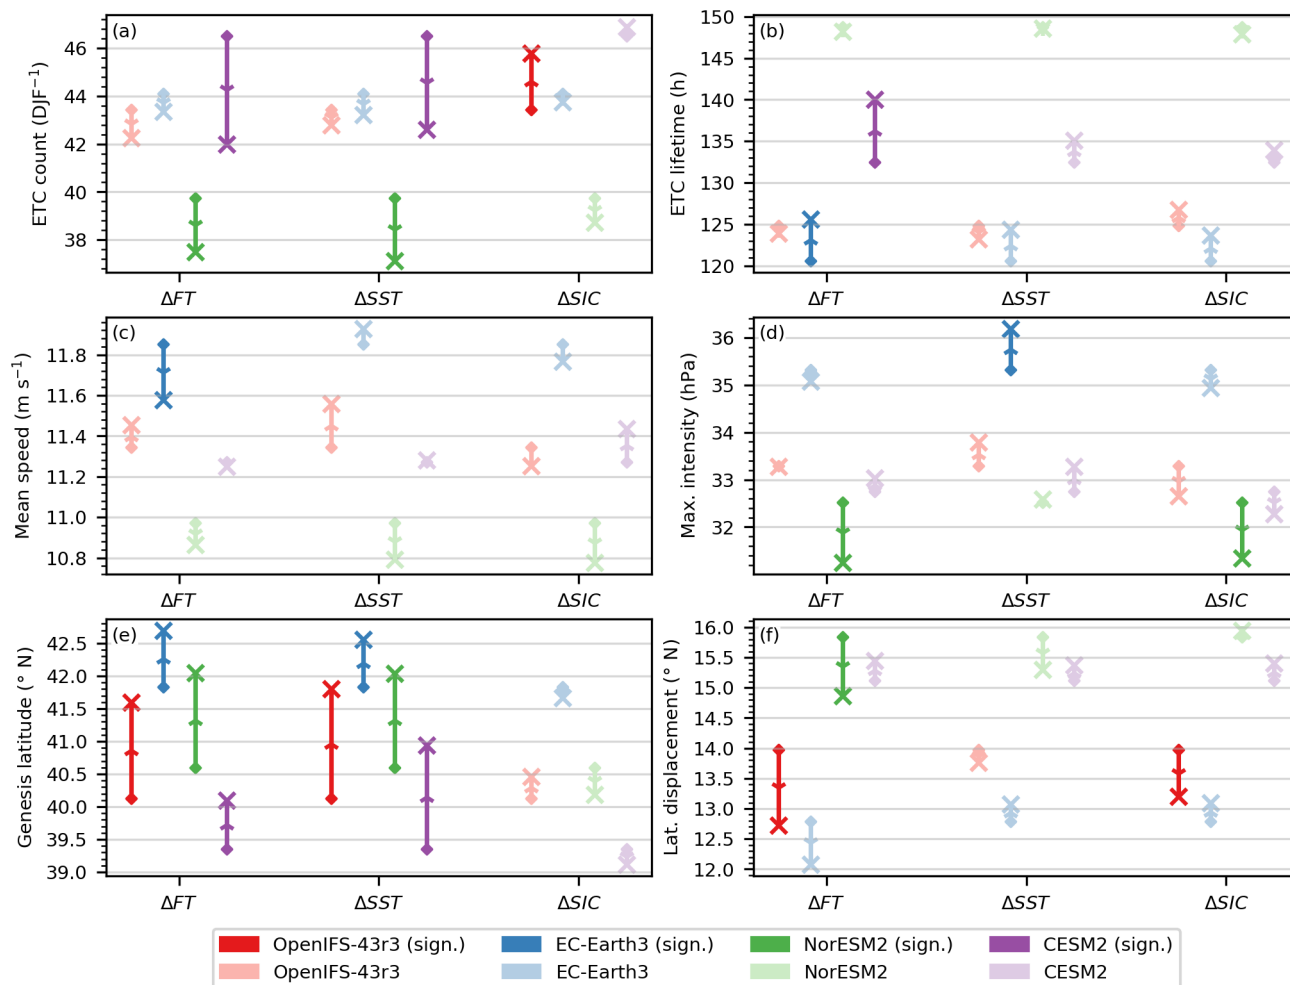 (a)
ETC count (DJF⁻¹)
46
44
42
40
38
ΔFT ΔSST ΔSIC
(b)
ETC lifetime (h)
150
145
140
135
130
125
120
ΔFT ΔSST ΔSIC
(c)
Mean speed (m s⁻¹)
11.8
11.6
11.4
11.2
11.0
10.8
ΔFT ΔSST ΔSIC
(d)
Max. intensity (hPa)
36
35
33
32
ΔFT ΔSST ΔSIC
(e)
Genesis latitude (° N)
42.5
42.0
41.5
41.0
40.5
40.0
39.5
39.0
ΔFT ΔSST ΔSIC
(f)
Lat. displacement (° N)
16.0
15.5
15.0
14.5
14.0
13.5
13.0
12.5
12.0
ΔFT ΔSST ΔSIC
OpenIFS-43r3 (sign.) EC-Earth3 (sign.) NorESM2 (sign.) CESM2 (sign.)
OpenIFS-43r3 EC-Earth3 NorESM2 CESM2